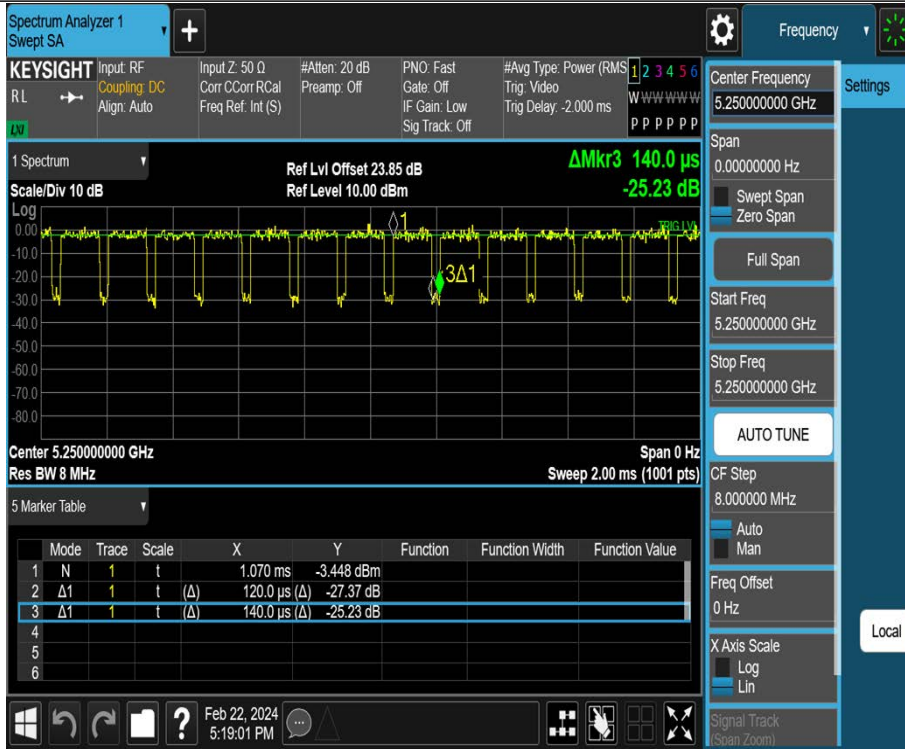 Spectrum Analyzer 1
Swept SA
+
Frequency
KEYSIGHT
RL
LXI
Input: RF
Coupling: DC
Align: Auto
Input Z: 50 Ω
Corr CCorr RCal
Freq Ref: Int (S)
#Atten: 20 dB
Preamp: Off
PNO: Fast
Gate: Off
IF Gain: Low
Sig Track: Off
#Avg Type: Power (RMS
Trig: Video
Trig Delay: -2.000 ms
1 2 3 4 5 6
W W W W W W
P P P P P P
1 Spectrum
Scale/Div 10 dB
Ref Lvl Offset 23.85 dB
Ref Level 10.00 dBm
ΔMkr3 140.0 µs
-25.23 dB
Log
0.00
-10.0
-20.0
-30.0
-40.0
-50.0
-60.0
-70.0
-80.0
1
3Δ1
TRIG LVL
Center 5.250000000 GHz
Res BW 8 MHz
Span 0 Hz
Sweep 2.00 ms (1001 pts)
5 Marker Table
Mode Trace Scale X Y Function Function Width Function Value
1 N 1 t 1.070 ms -3.448 dBm
2 Δ1 1 t (Δ) 120.0 µs (Δ) -27.37 dB
3 Δ1 1 t (Δ) 140.0 µs (Δ) -25.23 dB
4
5
6
Feb 22, 2024
5:19:01 PM
?
Center Frequency
5.250000000 GHz
Span
0.00000000 Hz
Swept Span
Zero Span
Full Span
Start Freq
5.250000000 GHz
Stop Freq
5.250000000 GHz
AUTO TUNE
CF Step
8.000000 MHz
Auto
Man
Freq Offset
0 Hz
X Axis Scale
Log
Lin
Signal Track
(Span Zoom)
Settings
Local